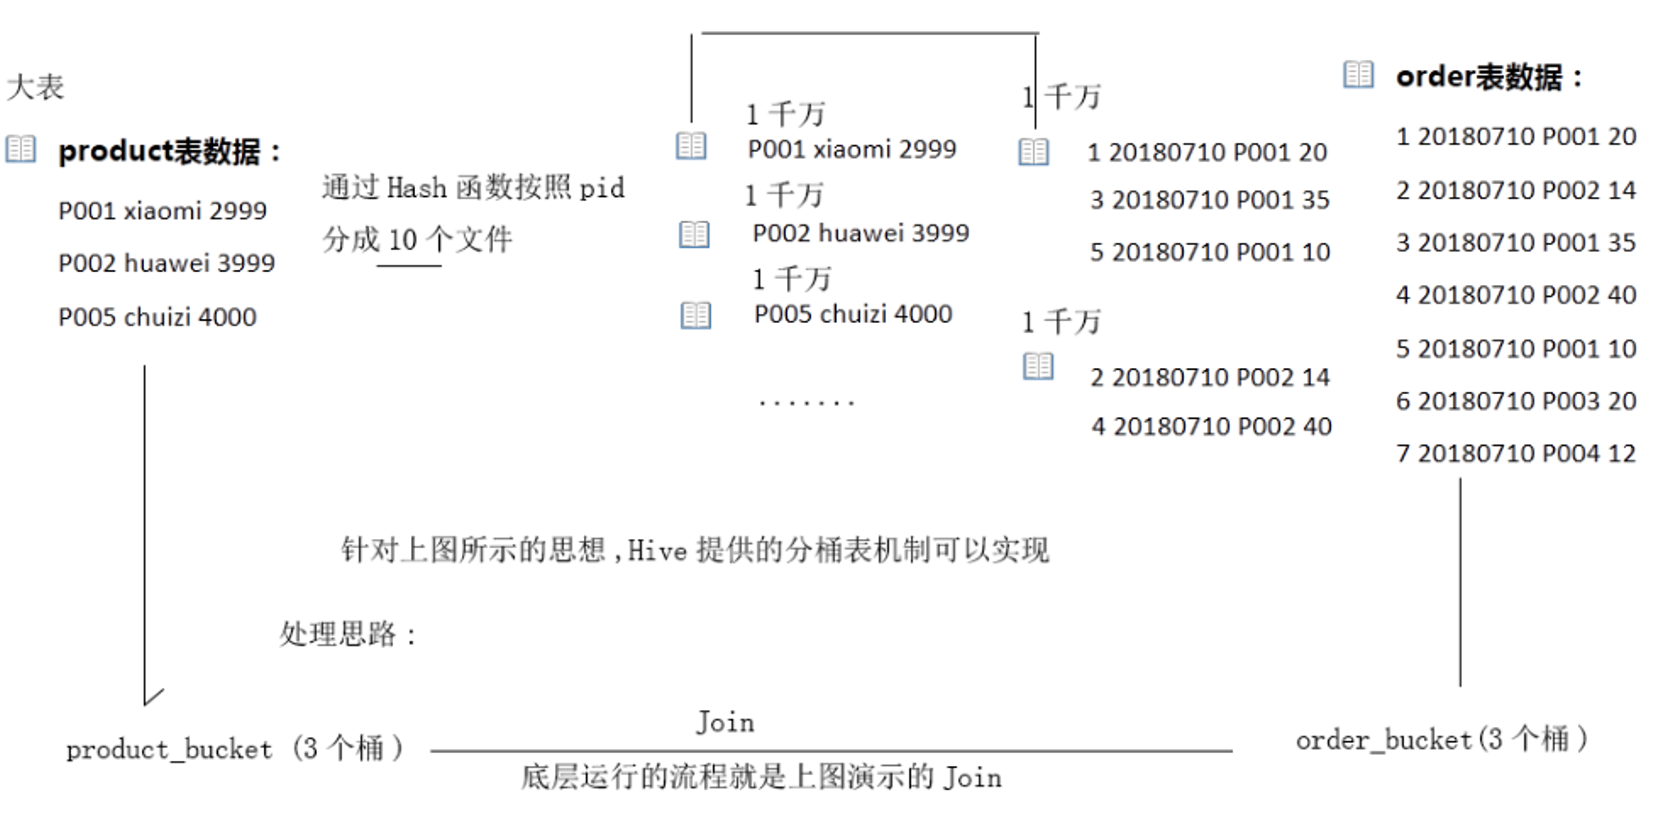 大表
product表数据：
P001 xiaomi 2999
P002 huawei 3999
P005 chuizi 4000
通过 Hash 函数按照 pid
分成 10 个文件
1 千万
P001 xiaomi 2999
1 千万
P002 huawei 3999
1 千万
P005 chuizi 4000
.......
1 千万
1 20180710 P001 20
3 20180710 P001 35
5 20180710 P001 10
1 千万
2 20180710 P002 14
4 20180710 P002 40
order表数据：
1 20180710 P001 20
2 20180710 P002 14
3 20180710 P001 35
4 20180710 P002 40
5 20180710 P001 10
6 20180710 P003 20
7 20180710 P004 12
针对上图所示的思想,Hive 提供的分桶表机制可以实现
处理思路：
product_bucket (3 个桶)
Join
底层运行的流程就是上图演示的 Join
order_bucket(3 个桶)